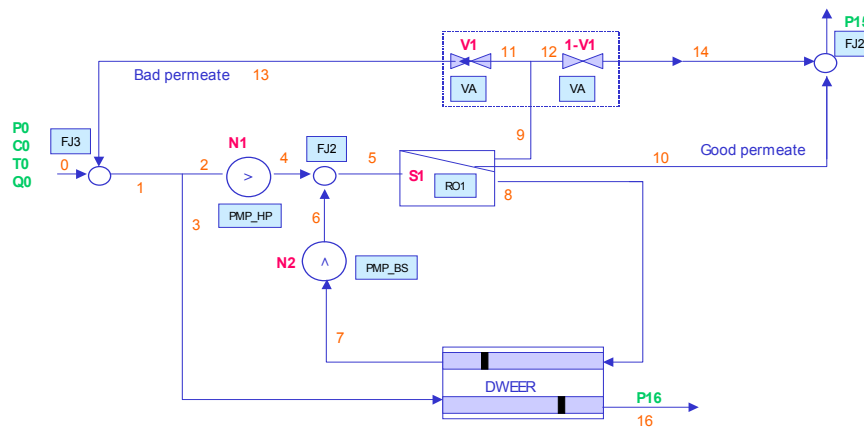 P15
V1
11
12
1-V1
14
FJ2
Bad permeate
13
VA
VA
P0
C0
T0
Q0
FJ3
0
9
N1
FJ2
2
4
5
10
Good permeate
1
>
S1
RO1
8
3
PMP_HP
6
N2
>
PMP_BS
7
DWEER
P16
16